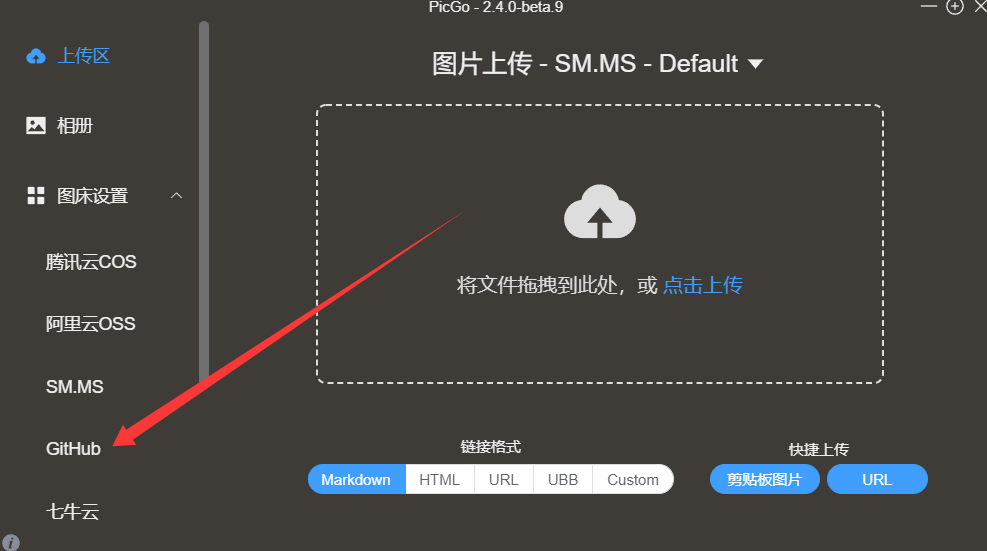 PicGo - 2.4.0-beta.9
上传区
相册
图床设置
腾讯云COS
阿里云OSS
SM.MS
GitHub
七牛云
图片上传 - SM.MS - Default
将文件拖拽到此处，或 点击上传
链接格式
Markdown HTML URL UBB Custom
快捷上传
剪贴板图片 URL